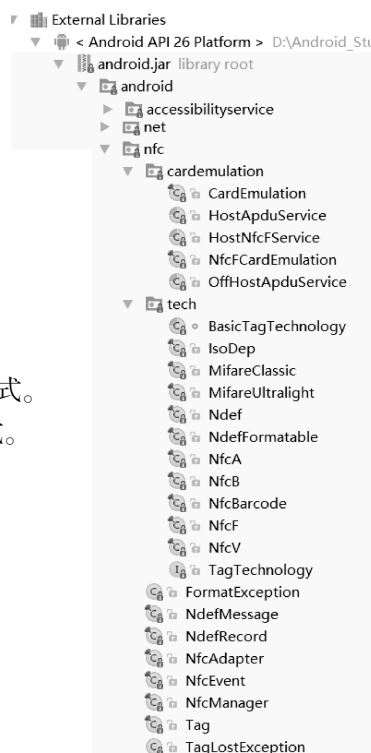 External Libraries
< Android API 26 Platform > D:\Android_Stu
android.jar library root
android
accessibilityservice
net
nfc
cardemulation
CardEmulation
HostApduService
HostNfcFService
NfcFCardEmulation
OffHostApduService
tech
BasicTagTechnology
IsoDep
MifareClassic
式。
MifareUltralight
Ndef
NdefFormatable
NfcA
NfcB
NfcBarcode
NfcF
NfcV
TagTechnology
FormatException
NdefMessage
NdefRecord
NfcAdapter
NfcEvent
NfcManager
Tag
TagLostException